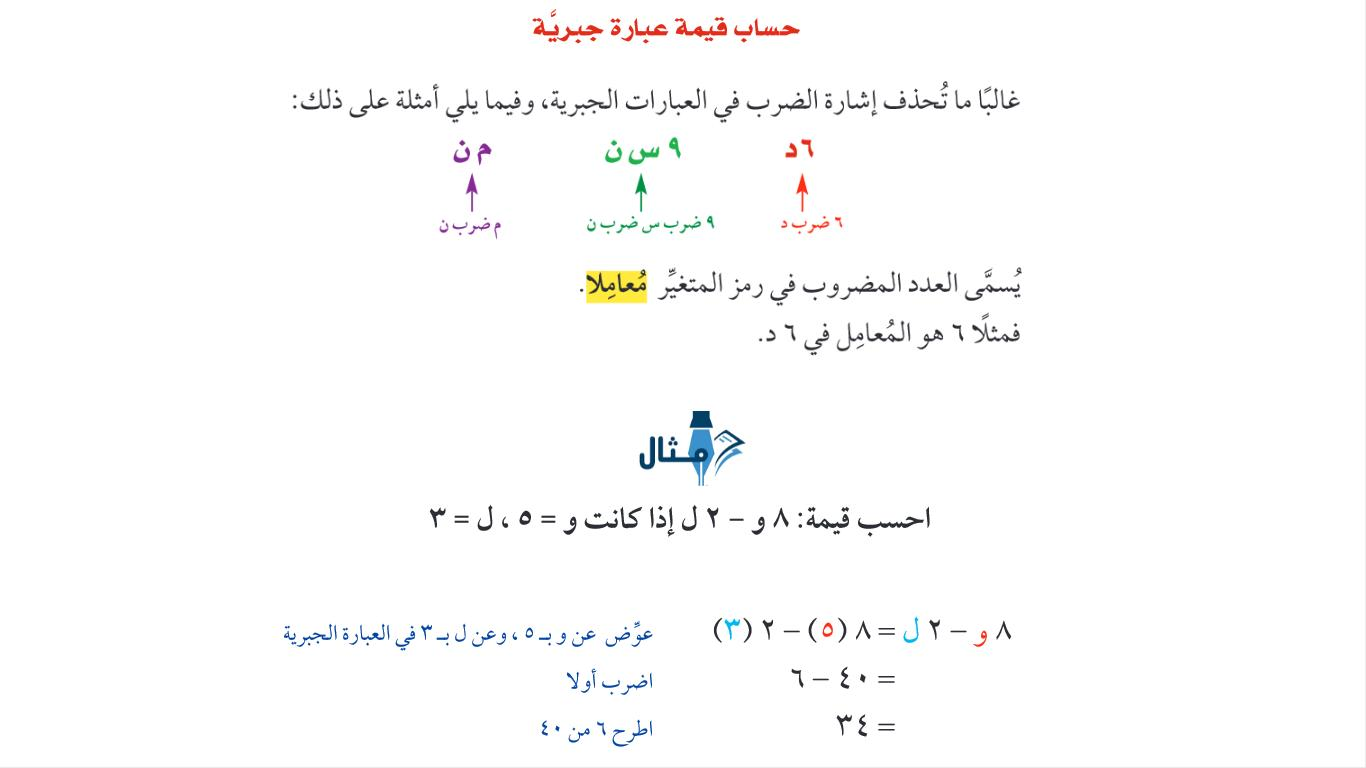 حساب قيمة عبارة جبريَّة
غالبًا ما تُحذف إشارة الضرب في العبارات الجبرية، وفيما يلي أمثلة على ذلك:
٦د ٩ س ن م ن
٦ ضرب د ٩ ضرب س ضرب ن م ضرب ن
يُسمَّى العدد المضروب في رمز المتغيِّر مُعامِلا.
فمثلًا ٦ هو المُعامِل في ٦ د.
مثال
احسب قيمة: ٨ و – ٢ ل إذا كانت و = ٥ ، ل = ٣
٨ و – ٢ ل = ٨ (٥) – ٢ (٣) عوِّض عن و بـ ٥ ، وعن ل بـ ٣ في العبارة الجبرية
= ٤٠ – ٦ اضرب أولا
= ٣٤ اطرح ٦ من ٤٠